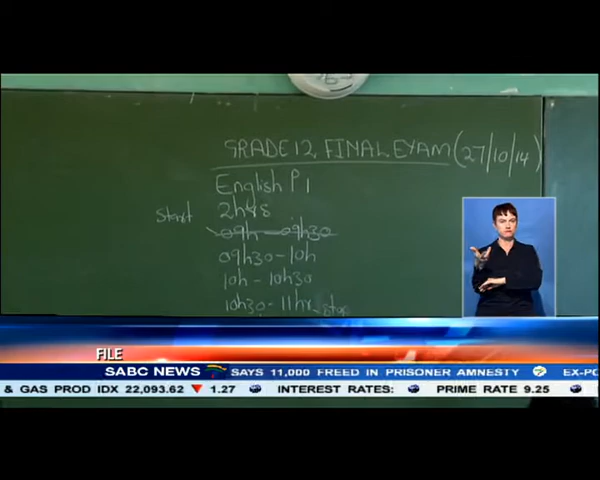 GRADE 12 FINAL EXAM (27/10/14)
English P1
Start 2hrs
09h - 09h30
09h30 - 10h
10h - 10h30
10h30 - 11hr - stop
FILE
SABC NEWS SAYS 11,000 FREED IN PRISONER AMNESTY EX-PO
& GAS PROD IDX 22,093.62 1.27 INTEREST RATES: PRIME RATE 9.25